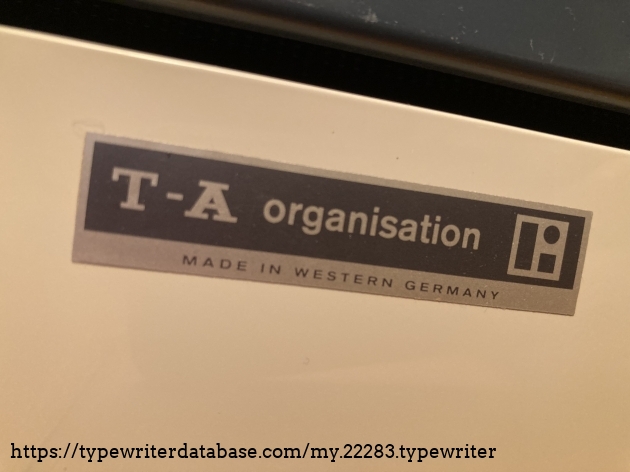 T-A organisation
MADE IN WESTERN GERMANY
https://typewriterdatabase.com/my.22283.typewriter